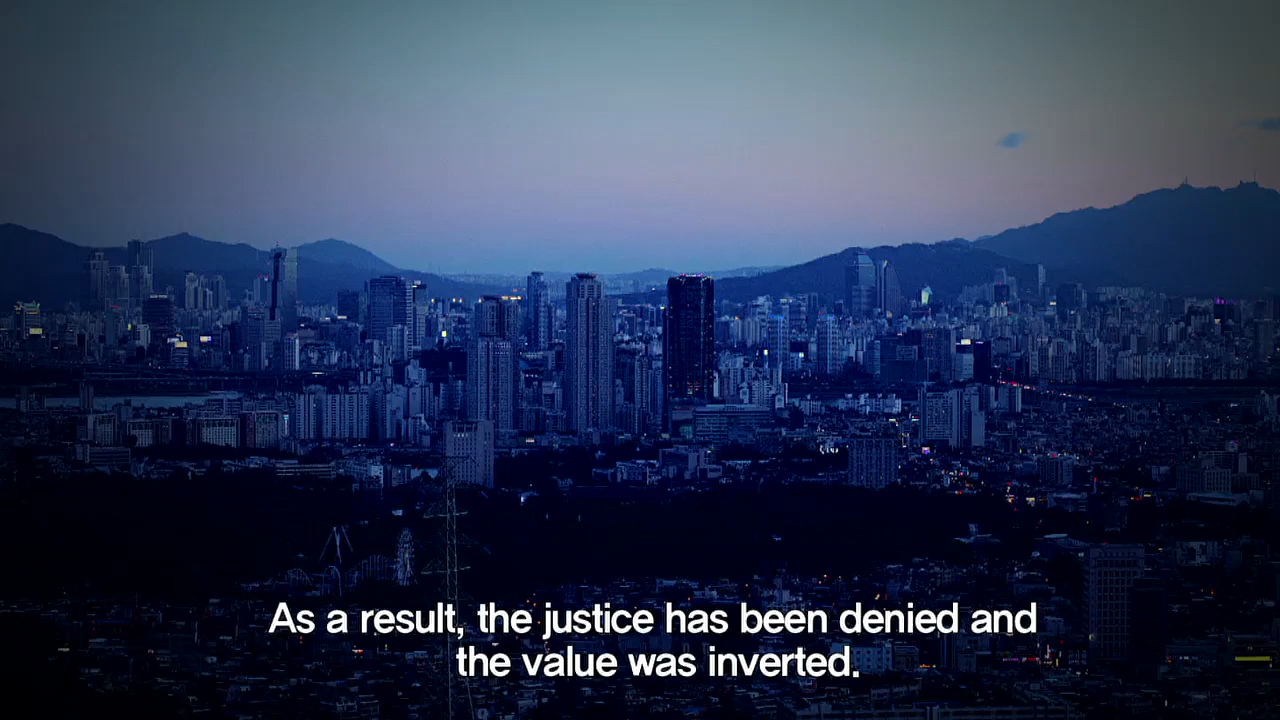 As a result, the justice has been denied and
the value was inverted.